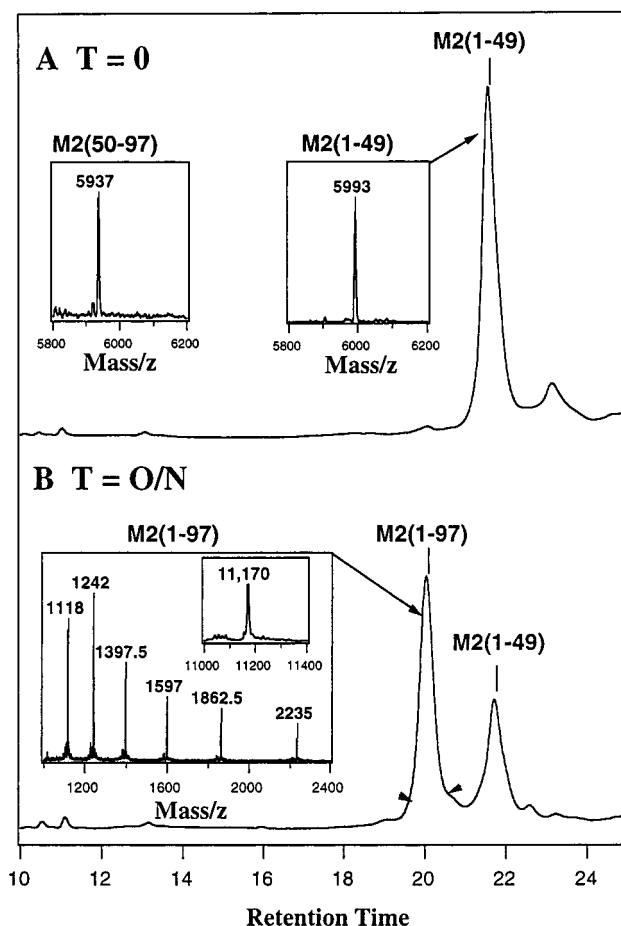 A T = 0
M2(1-49)
M2(50-97)
5937
5800 6000 6200
Mass/z
M2(1-49)
5993
5800 6000 6200
Mass/z
B T = O/N
M2(1-97)
1118
1242
1397.5
1597
1862.5
2235
11,170
11000 11200 11400
1200 1600 2000 2400
Mass/z
M2(1-97)
M2(1-49)
10 12 14 16 18 20 22 24
Retention Time